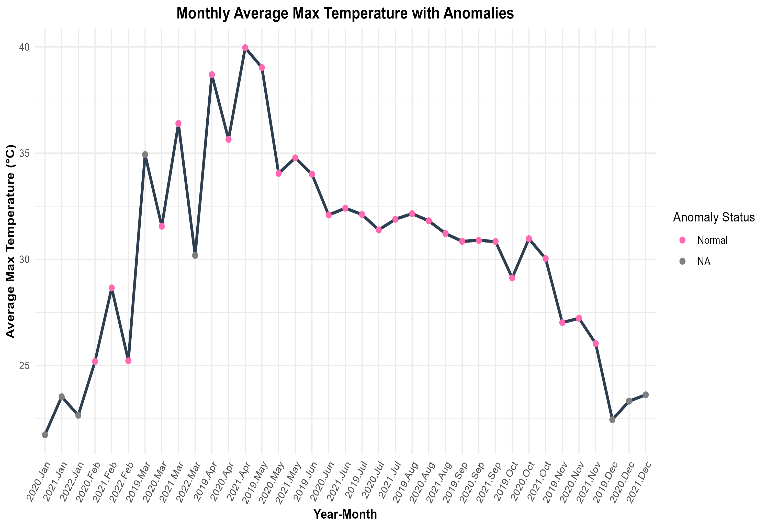 Monthly Average Max Temperature with Anomalies
Average Max Temperature (°C)
40
35
30
25
2020.Jan
2021.Jan
2022.Jan
2020.Feb
2021.Feb
2022.Feb
2019.Mar
2020.Mar
2021.Mar
2022.Mar
2019.Apr
2020.Apr
2021.Apr
2019.May
2020.May
2021.May
2019.Jun
2020.Jun
2021.Jun
2019.Jul
2020.Jul
2021.Jul
2019.Aug
2020.Aug
2021.Aug
2019.Sep
2020.Sep
2021.Sep
2019.Oct
2020.Oct
2021.Oct
2019.Nov
2020.Nov
2021.Nov
2019.Dec
2020.Dec
2021.Dec
Year-Month
Anomaly Status
Normal
NA